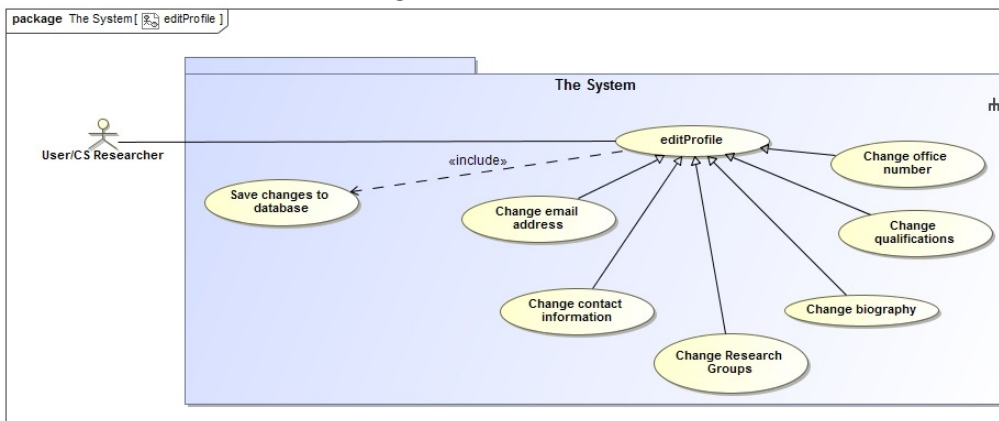 package The System [ editProfile ]
The System
User/CS Researcher
editProfile
«include»
Save changes to
database
Change office
number
Change email
address
Change
qualifications
Change contact
information
Change biography
Change Research
Groups